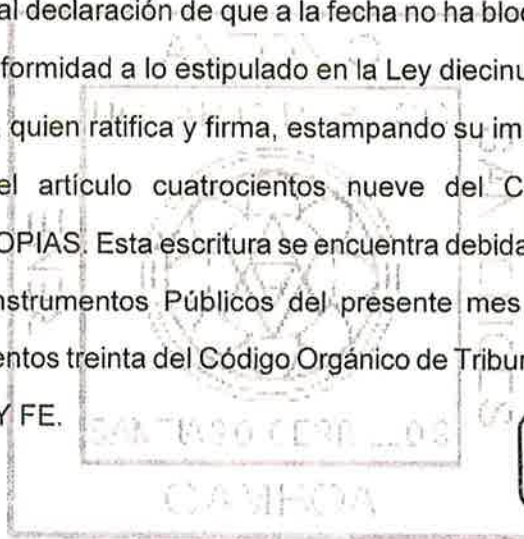 al declaración de que a la fecha no ha bloc
formidad a lo estipulado en la Ley diecinu
quien ratifica y firma, estampando su im
el artículo cuatrocientos nueve del C
OPIAS. Esta escritura se encuentra debida
nstrumentos Públicos del presente mes
entos treinta del Código Orgánico de Tribur
Y FE.